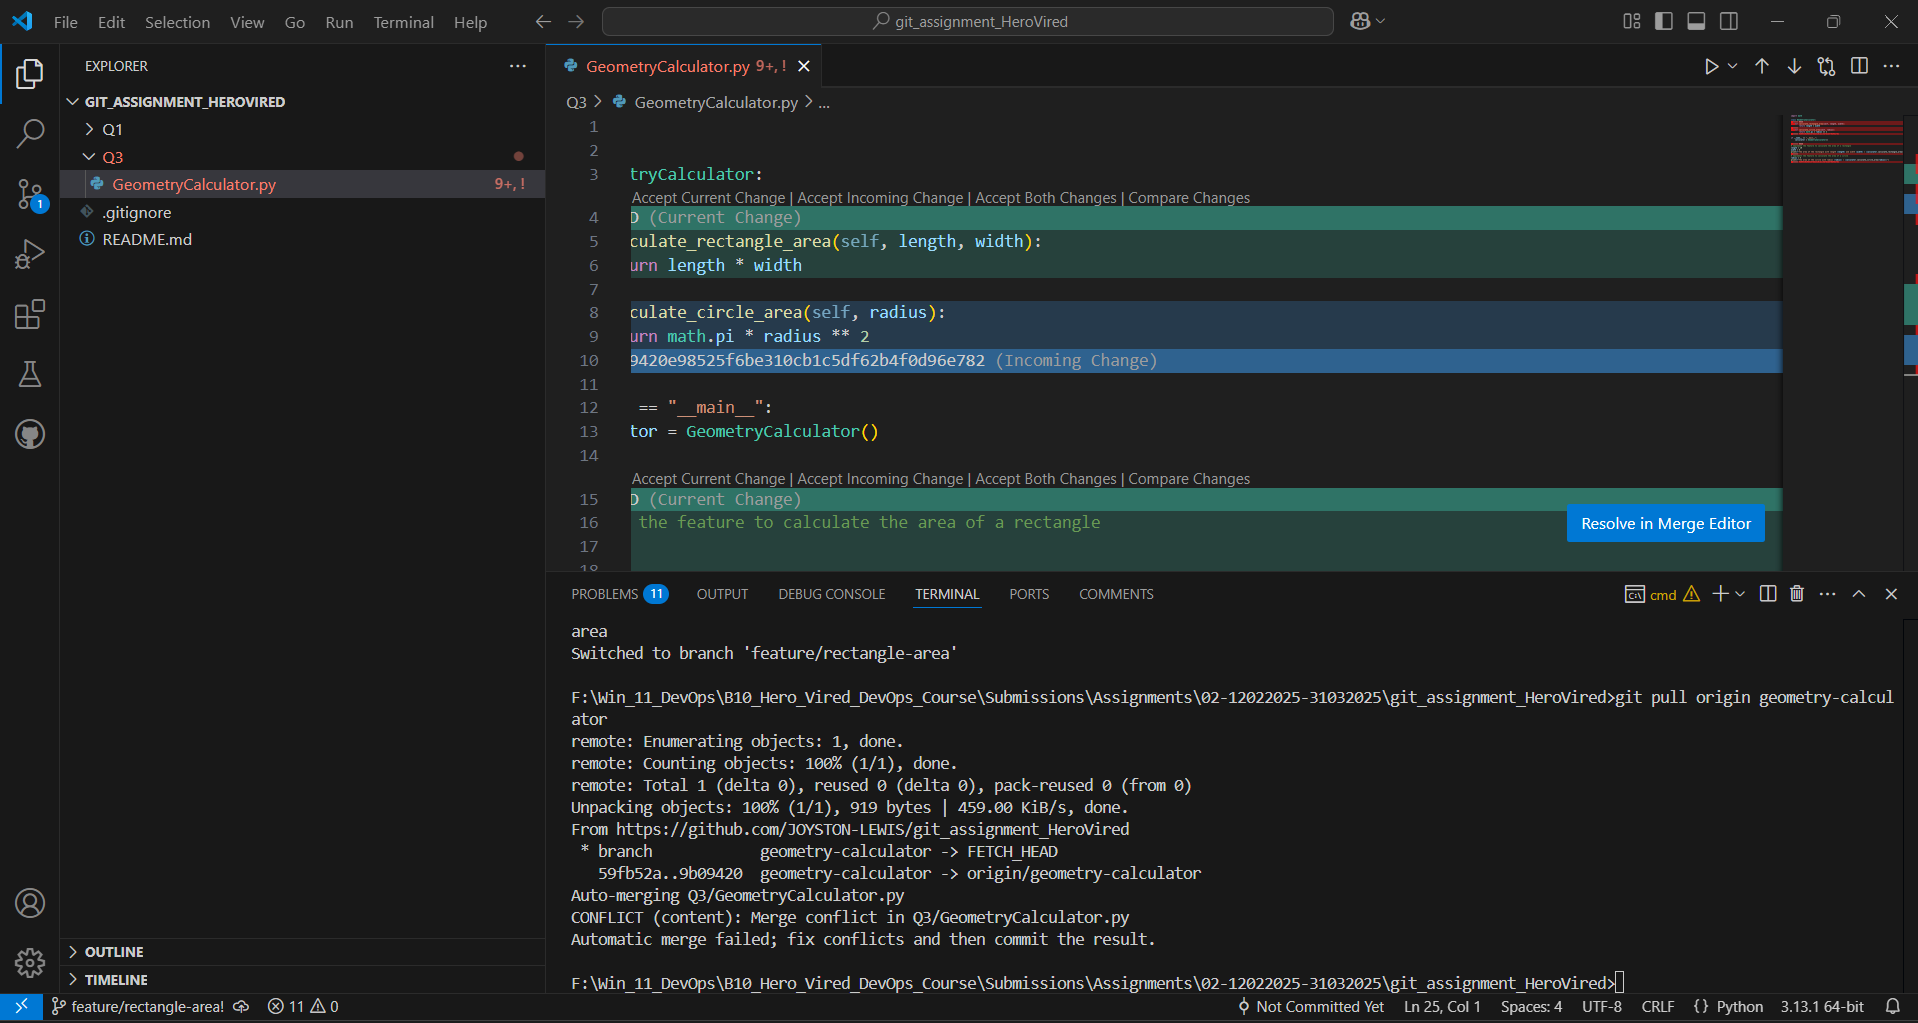 File Edit Selection View Go Run Terminal Help
git_assignment_HeroVired
EXPLORER
GIT_ASSIGNMENT_HEROVIRED
Q1
Q3
GeometryCalculator.py 9+, !
.gitignore
README.md
OUTLINE
TIMELINE
1
GeometryCalculator.py 9+, !
Q3 > GeometryCalculator.py > ...
1
2
3 tryCalculator:
Accept Current Change | Accept Incoming Change | Accept Both Changes | Compare Changes
4 D (Current Change)
5 culate_rectangle_area(self, length, width):
6 urn length * width
7
8 culate_circle_area(self, radius):
9 urn math.pi * radius ** 2
10 9420e98525f6be310cb1c5df62b4f0d96e782 (Incoming Change)
11
12 == "__main__":
13 tor = GeometryCalculator()
14
Accept Current Change | Accept Incoming Change | Accept Both Changes | Compare Changes
15 D (Current Change)
16 the feature to calculate the area of a rectangle
17
18
Resolve in Merge Editor
PROBLEMS 11 OUTPUT DEBUG CONSOLE TERMINAL PORTS COMMENTS
cmd
area
Switched to branch 'feature/rectangle-area'
F:\Win_11_DevOps\B10_Hero_Vired_DevOps_Course\Submissions\Assignments\02-12022025-31032025\git_assignment_HeroVired>git pull origin geometry-calcul
ator
remote: Enumerating objects: 1, done.
remote: Counting objects: 100% (1/1), done.
remote: Total 1 (delta 0), reused 0 (delta 0), pack-reused 0 (from 0)
Unpacking objects: 100% (1/1), 919 bytes | 459.00 KiB/s, done.
From https://github.com/JOYSTON-LEWIS/git_assignment_HeroVired
* branch geometry-calculator -> FETCH_HEAD
59fb52a..9b09420 geometry-calculator -> origin/geometry-calculator
Auto-merging Q3/GeometryCalculator.py
CONFLICT (content): Merge conflict in Q3/GeometryCalculator.py
Automatic merge failed; fix conflicts and then commit the result.
F:\Win_11_DevOps\B10_Hero_Vired_DevOps_Course\Submissions\Assignments\02-12022025-31032025\git_assignment_HeroVired>
feature/rectangle-area! 11 0 Not Committed Yet Ln 25, Col 1 Spaces: 4 UTF-8 CRLF {} Python 3.13.1 64-bit